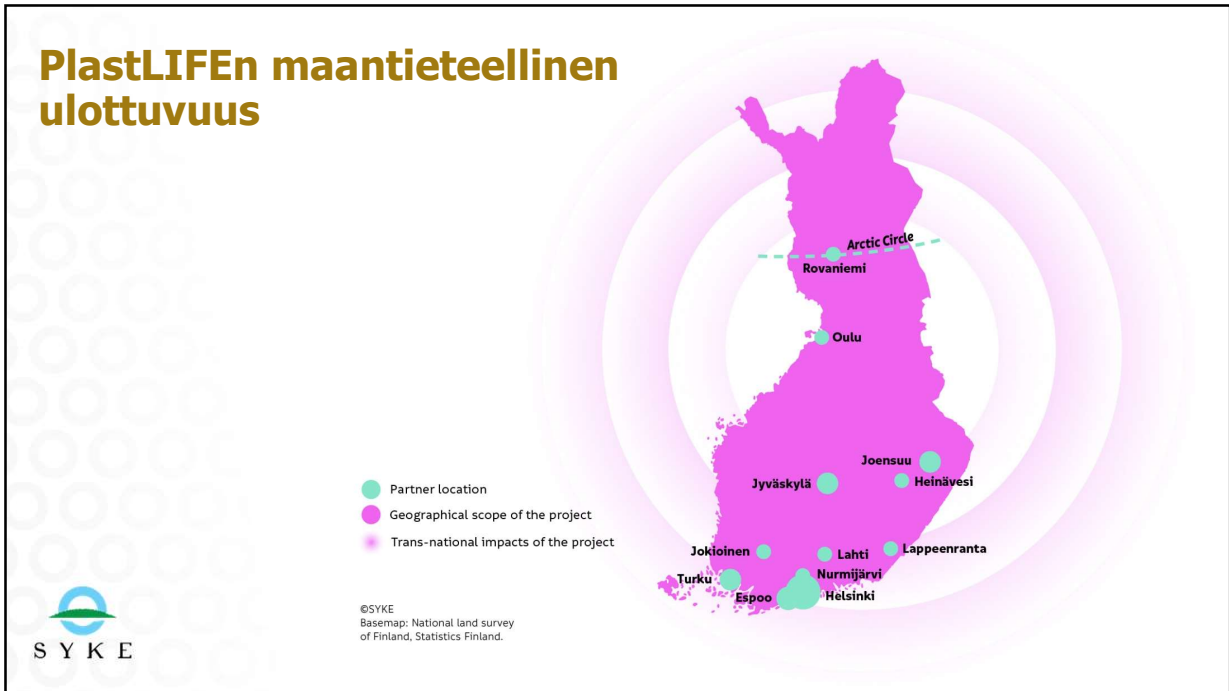 PlastLIFEn maantieteellinen
ulottuvuus
Arctic Circle
Rovaniemi
Oulu
Joensuu
Jyväskylä
Heinävesi
Partner location
Geographical scope of the project
Trans-national impacts of the project
Jokioinen
Lahti
Lappeenranta
Turku
Nurmijärvi
Espoo
Helsinki
©SYKE
Basemap: National land survey
of Finland, Statistics Finland.
SYKE